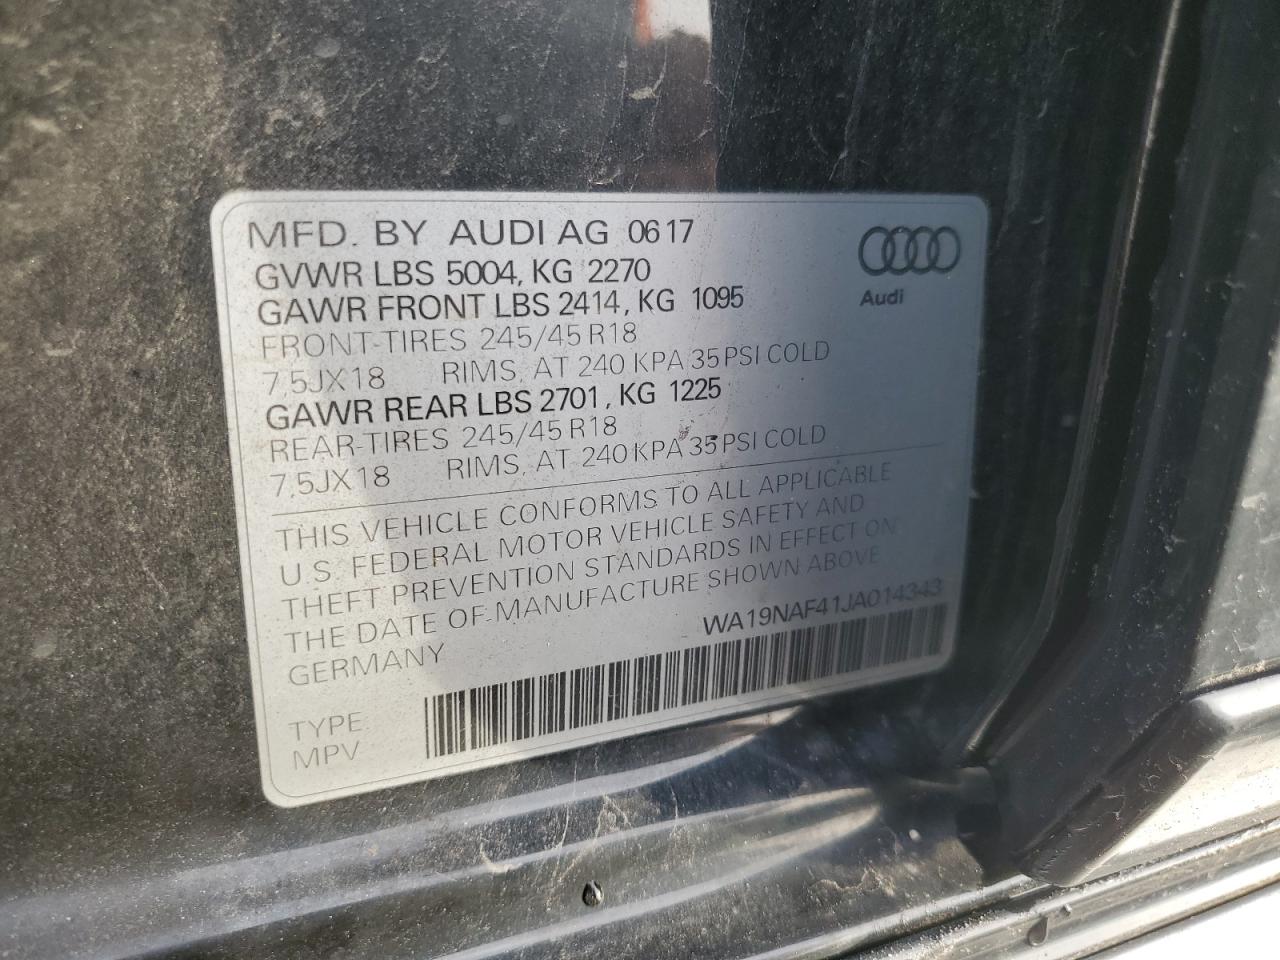 MFD. BY AUDI AG 0617
GVWR LBS 5004, KG 2270
GAWR FRONT LBS 2414, KG 1095
FRONT-TIRES 245/45 R18
7,5JX18 RIMS, AT 240 KPA 35 PSI COLD
GAWR REAR LBS 2701, KG 1225
REAR-TIRES 245/45 R18
7,5JX18 RIMS, AT 240 KPA 35 PSI COLD
THIS VEHICLE CONFORMS TO ALL APPLICABLE
U.S. FEDERAL MOTOR VEHICLE SAFETY AND
THEFT PREVENTION STANDARDS IN EFFECT ON
THE DATE OF MANUFACTURE SHOWN ABOVE
GERMANY
WA19NAF41JA014343
TYPE
MPV
Audi